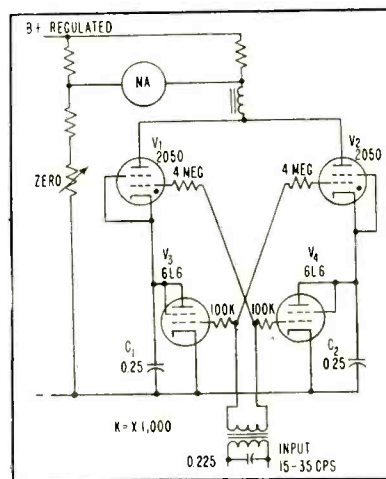 B+ REGULATED
MA
V1
2050
V2
2050
4 MEG
4 MEG
ZERO
V3
6L6
V4
6L6
100K
100K
C1
0.25
C2
0.25
K = X 1,000
0.225
INPUT
15-35 CPS